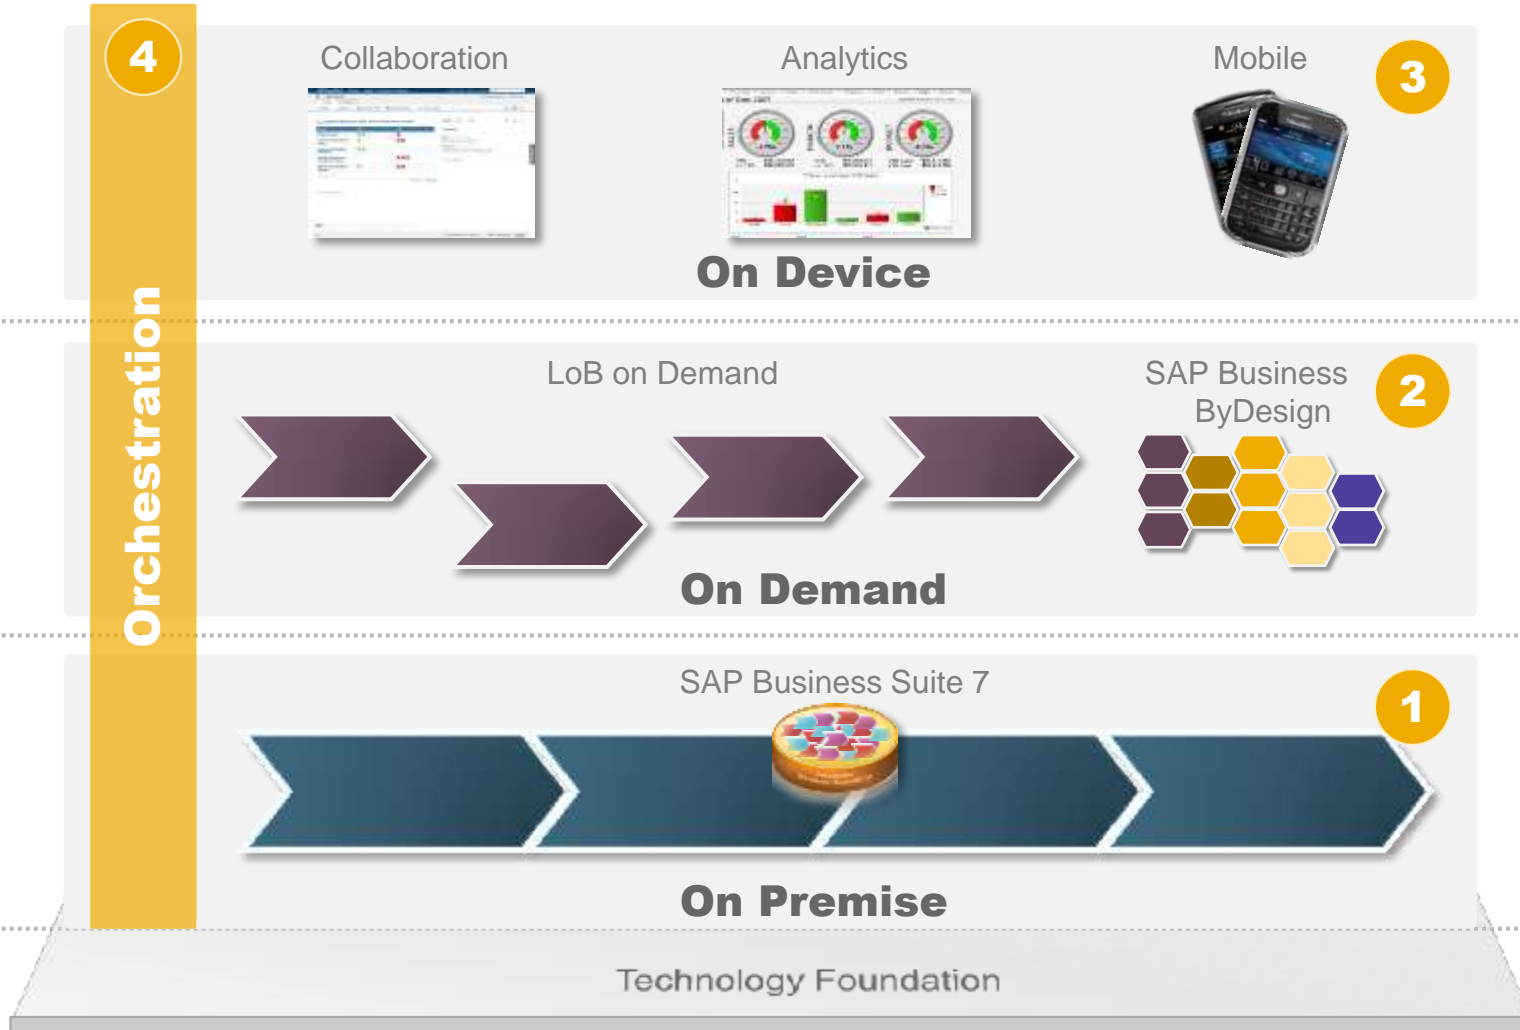 4
Collaboration
Analytics
Mobile
3
On Device
Orchestration
LoB on Demand
SAP Business
ByDesign
2
On Demand
SAP Business Suite 7
1
On Premise
Technology Foundation